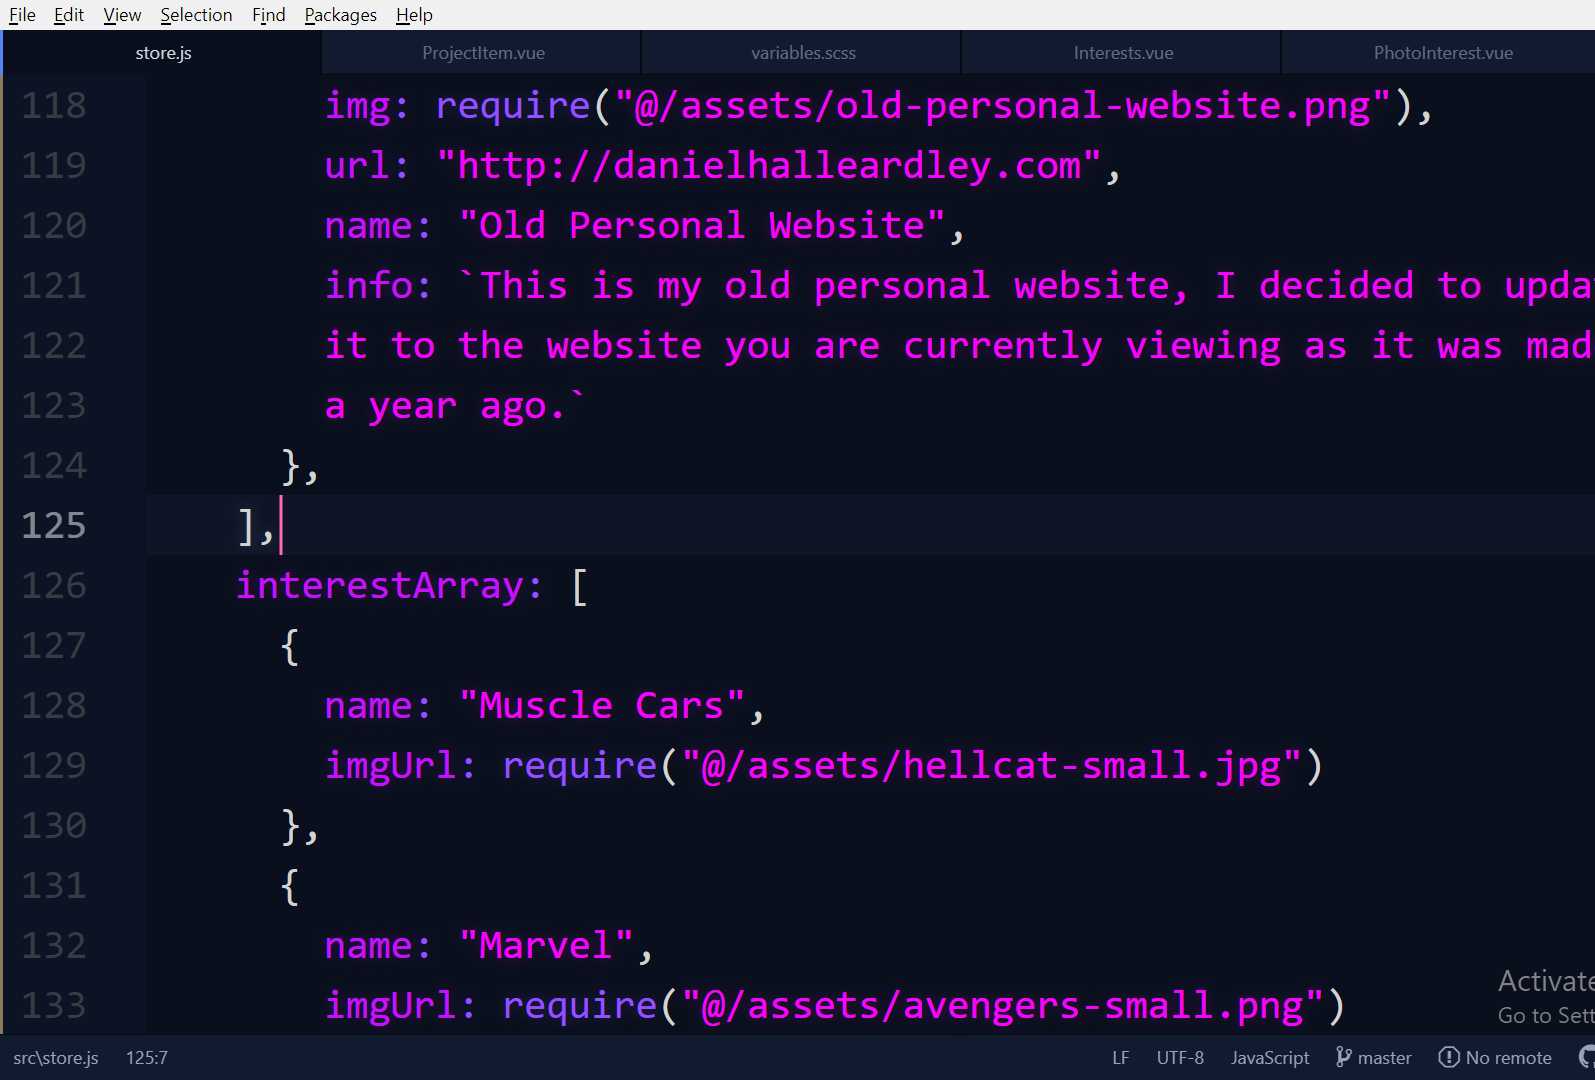 File Edit View Selection Find Packages Help
store.js ProjectItem.vue variables.scss Interests.vue PhotoInterest.vue
118 img: require("@/assets/old-personal-website.png"),
119 url: "http://danielhalleardley.com",
120 name: "Old Personal Website",
121 info: `This is my old personal website, I decided to upda
122 it to the website you are currently viewing as it was mad
123 a year ago.`
124 },
125 ],
126 interestArray: [
127 {
128 name: "Muscle Cars",
129 imgUrl: require("@/assets/hellcat-small.jpg")
130 },
131 {
132 name: "Marvel",
133 imgUrl: require("@/assets/avengers-small.png")
Activate
Go to Sett
src\store.js 125:7 LF UTF-8 JavaScript master No remote